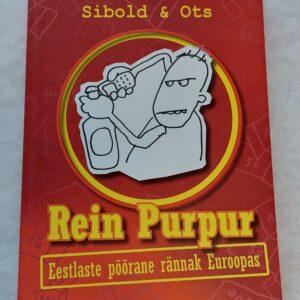 Sibold & Ots
Rein Purpur
Eestlaste pöörane rännak Euroopas